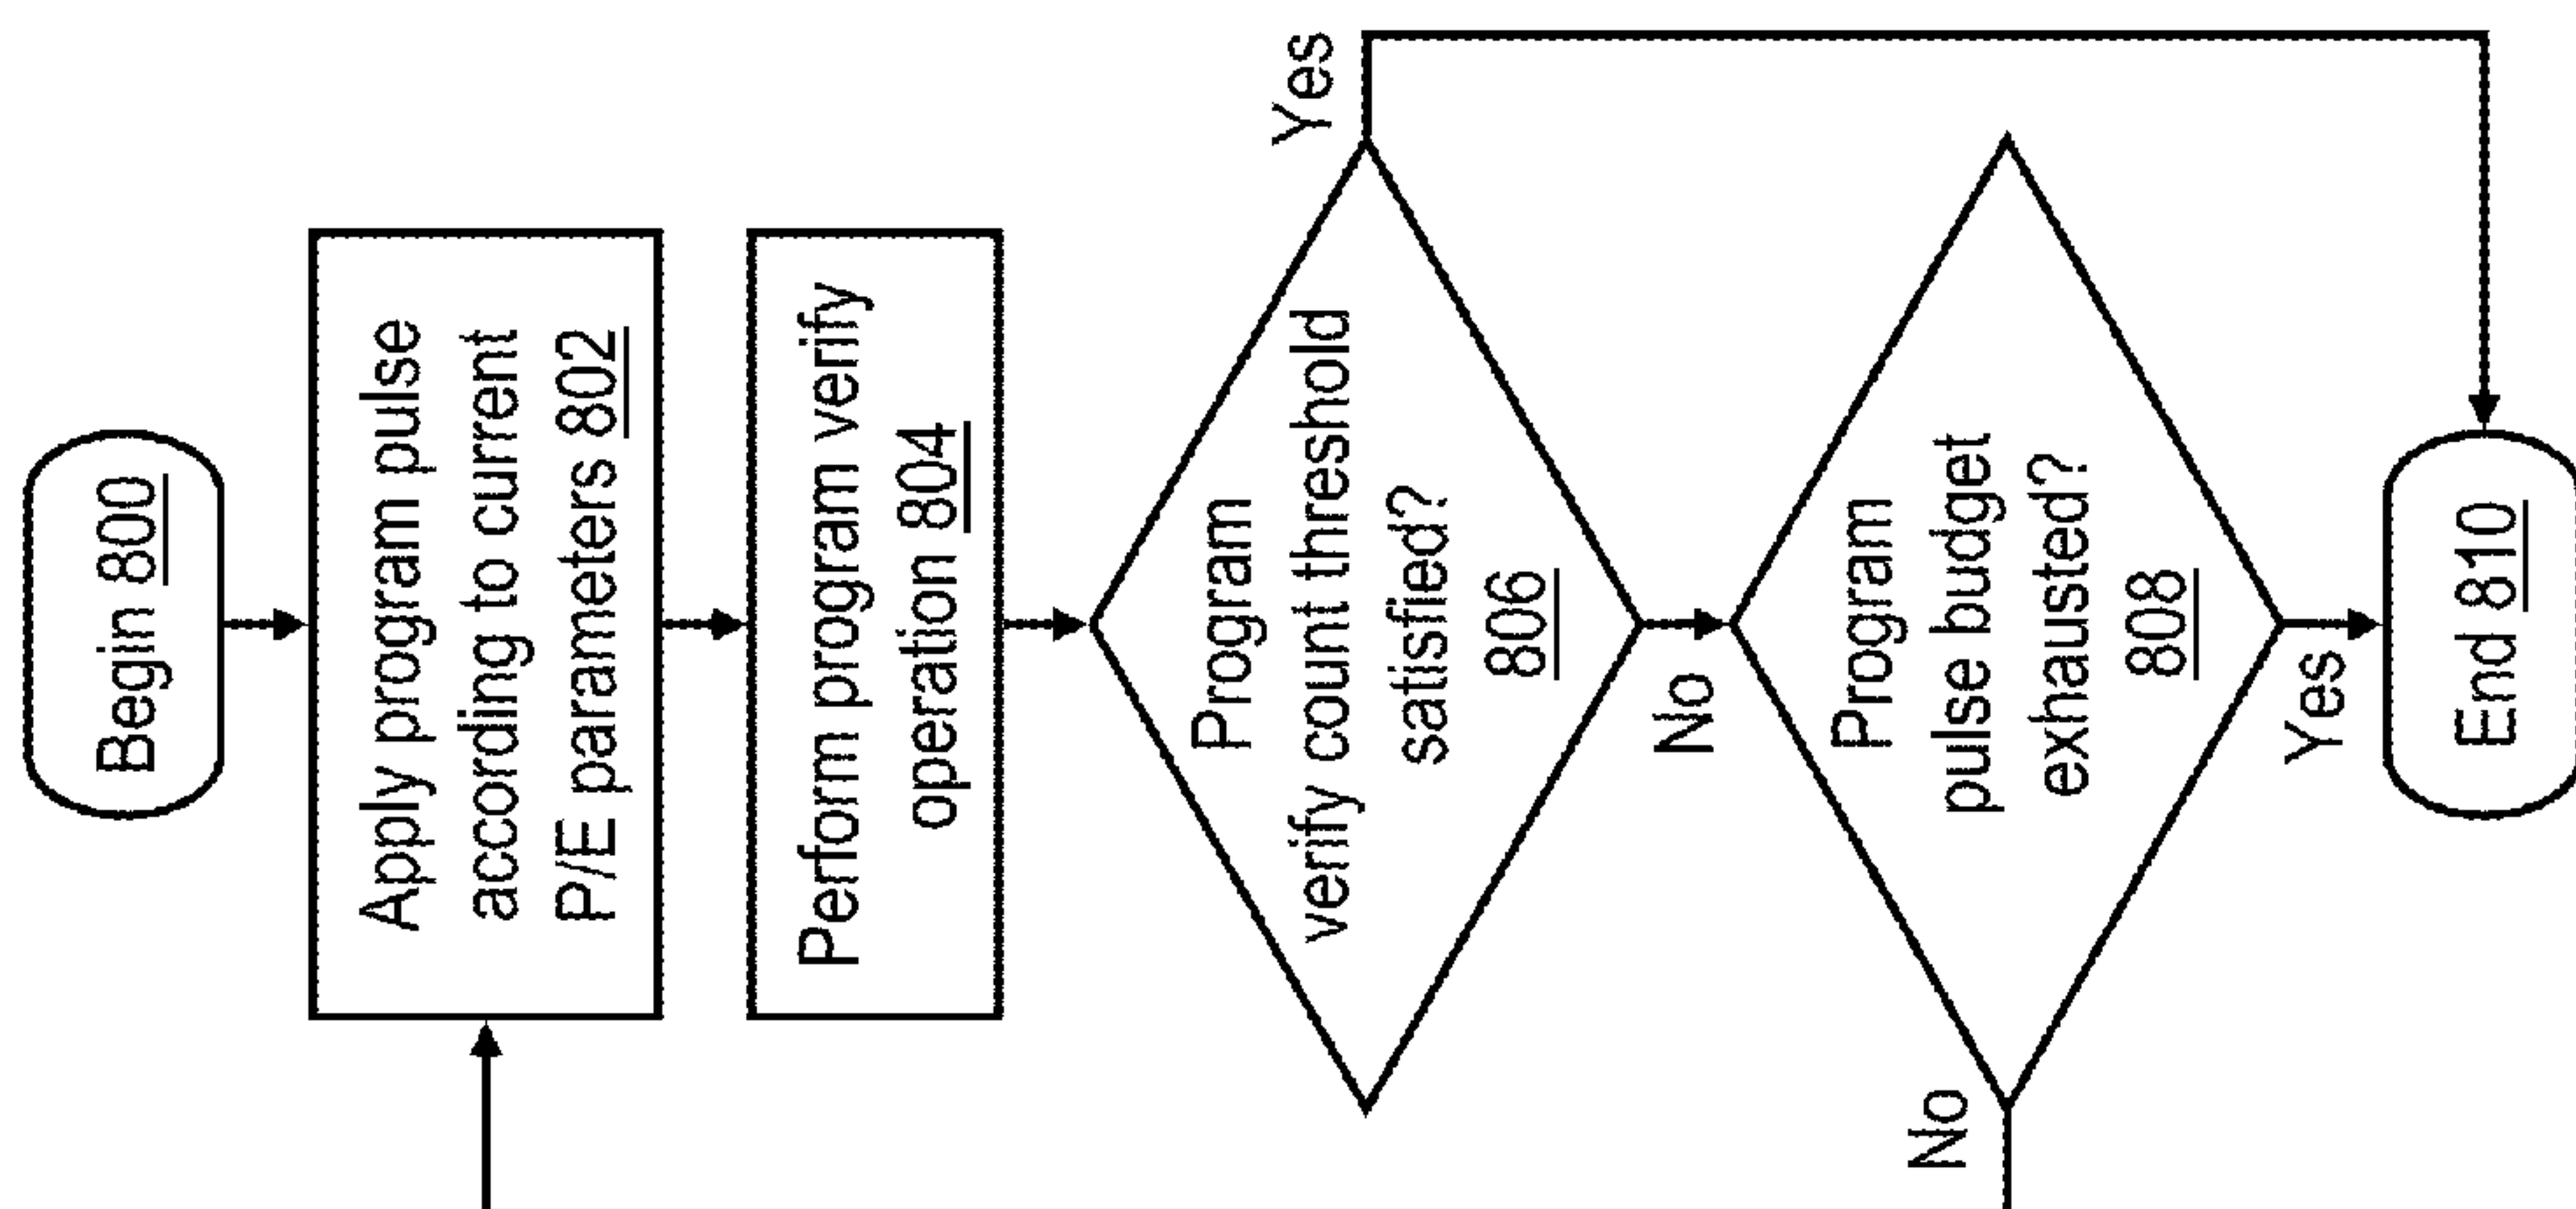 Begin 800
Apply program pulse
according to current
P/E parameters 802
Perform program verify
operation 804
Program
verify count threshold
satisfied?
806
Yes
No
Program
pulse budget
exhausted?
808
No
Yes
End 810